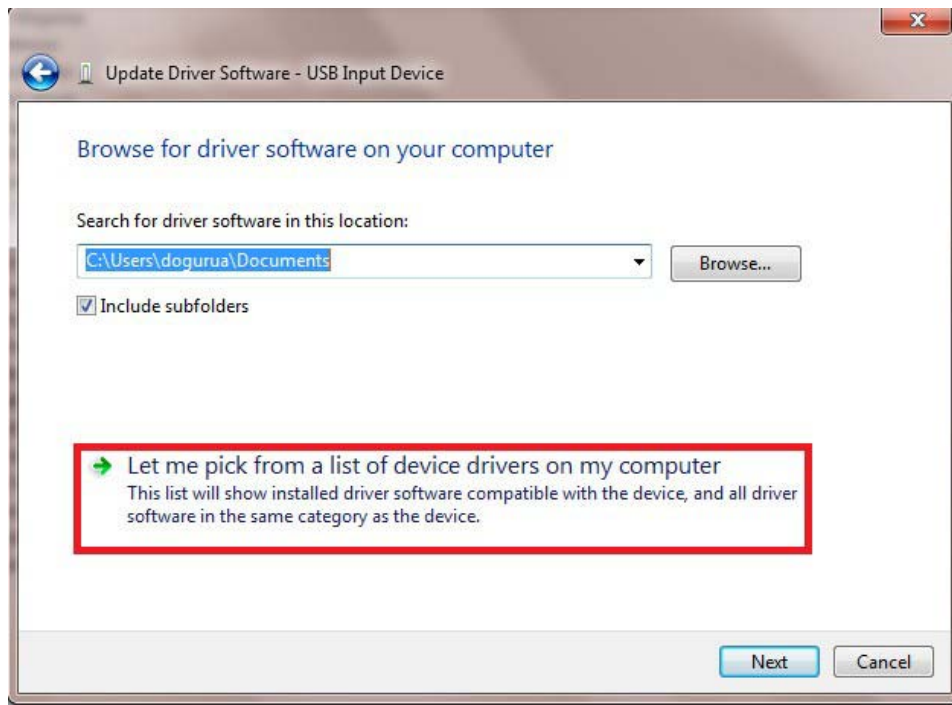 Update Driver Software - USB Input Device
Browse for driver software on your computer
Search for driver software in this location:
C:\Users\dogurua\Documents
Browse...
Include subfolders
Let me pick from a list of device drivers on my computer
This list will show installed driver software compatible with the device, and all driver
software in the same category as the device.
Next
Cancel